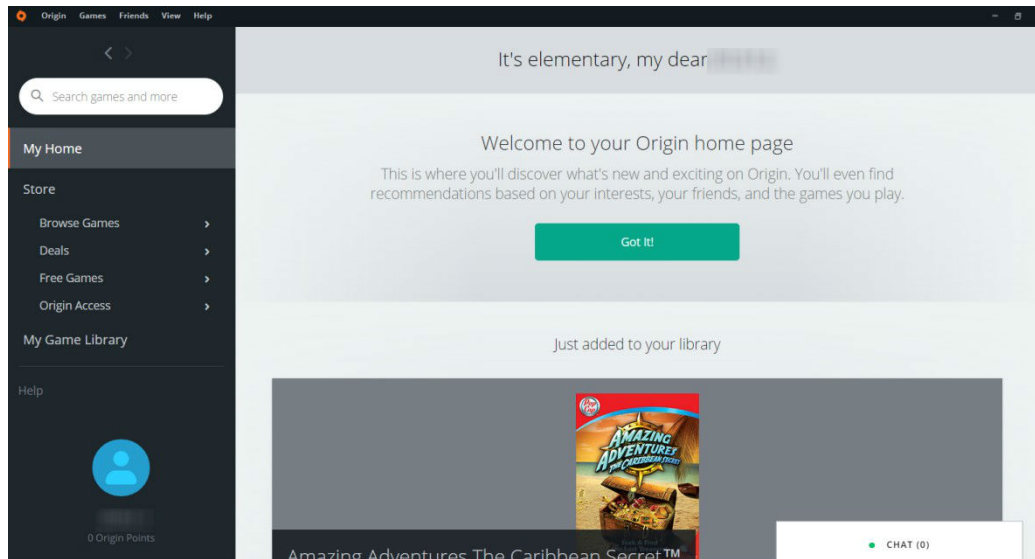 Origin Games Friends View Help
Search games and more
My Home
Store
Browse Games
Deals
Free Games
Origin Access
My Game Library
Help
0 Origin Points
It's elementary, my dear
Welcome to your Origin home page
This is where you'll discover what's new and exciting on Origin. You'll even find
recommendations based on your interests, your friends, and the games you play.
Got It!
Just added to your library
AMAZING
ADVENTURES
THE CARIBBEAN SECRET
Amazing Adventures The Caribbean Secret™
CHAT (0)